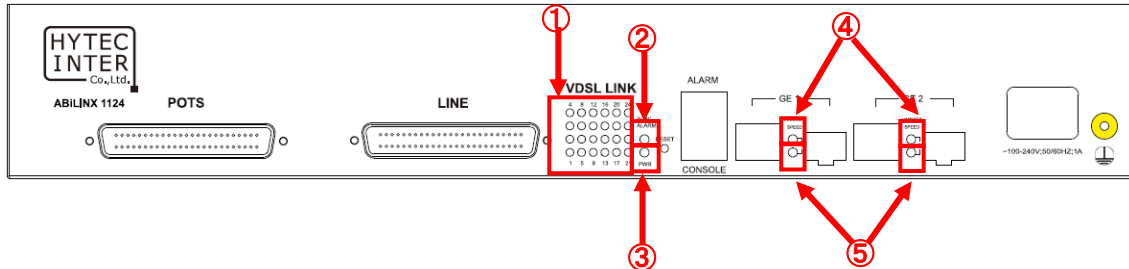 ① ② ④
HYTEC
INTER
Co.,Ltd.
ABiLINX 1124
POTS
LINE
VDSL LINK
4 8 12 16 20 24
1 5 9 13 17
ALARM
PWR
ALARM
CONSOLE
GE
SPEED
SPEED
~100-240V;50/60HZ;1A
③ ⑤